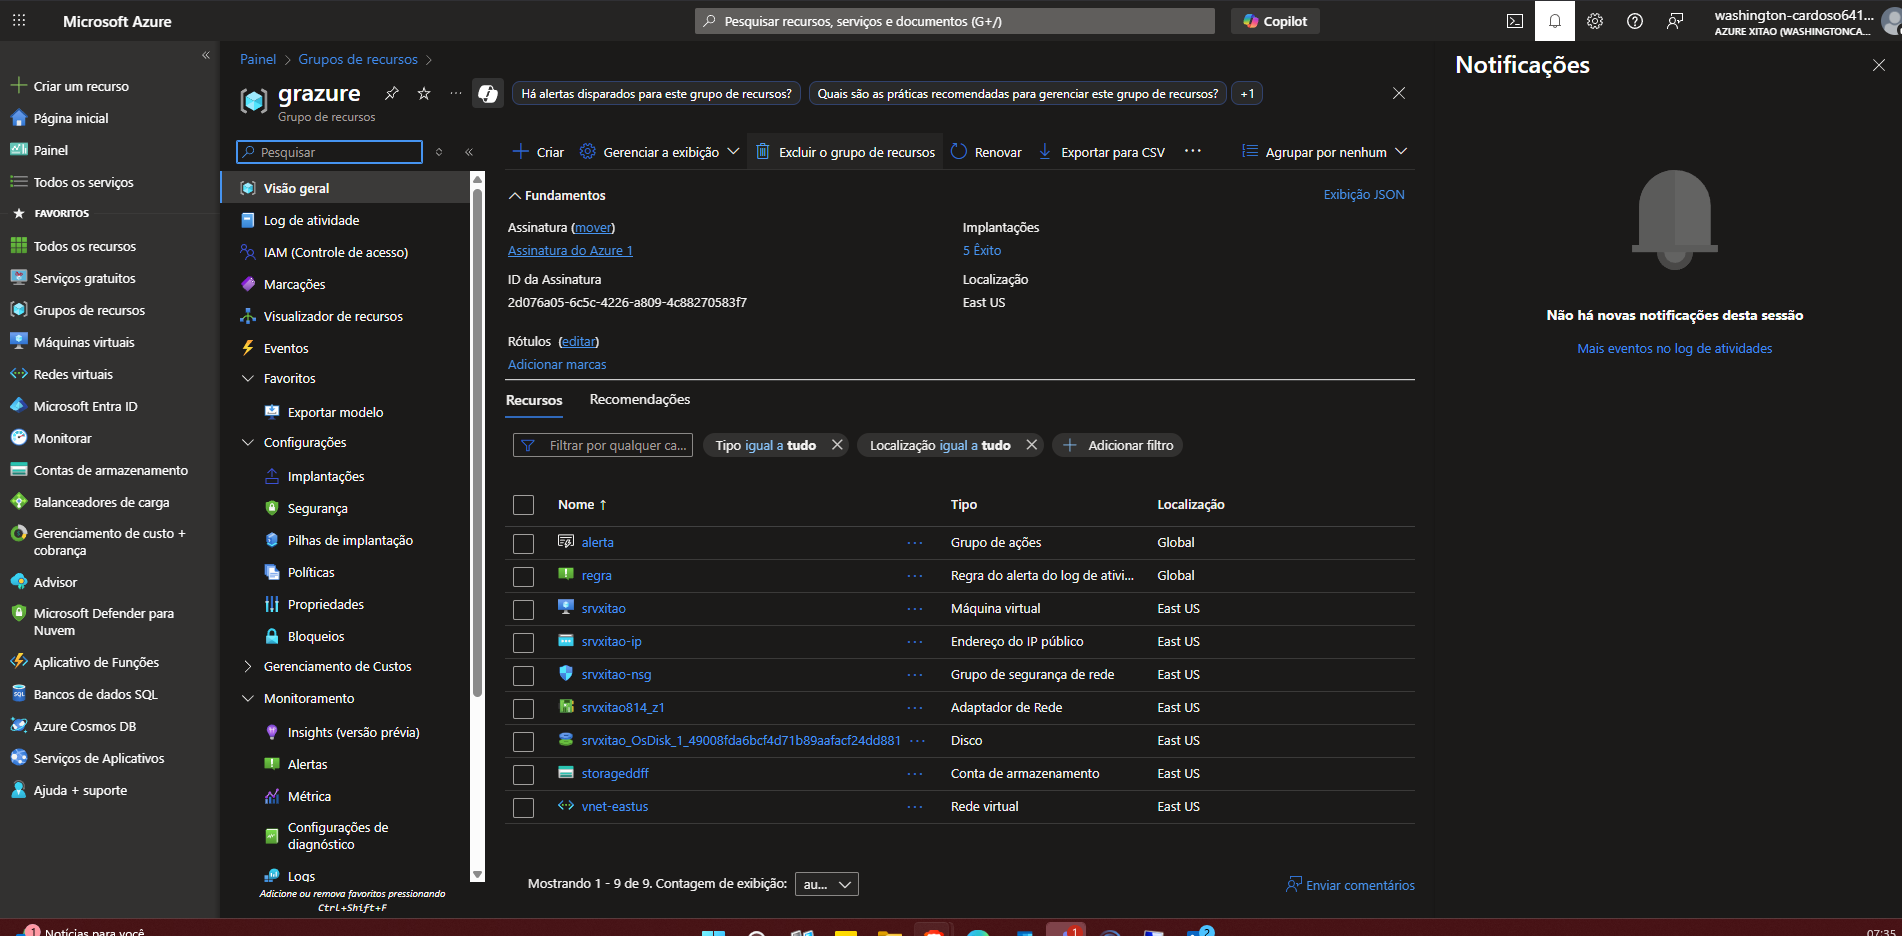 Microsoft Azure
Pesquisar recursos, serviços e documentos (G+/)
Copilot
washington-cardoso641...
AZURE XITAO (WASHINGTONCA...
Criar um recurso
Página inicial
Painel
Todos os serviços
FAVORITOS
Todos os recursos
Serviços gratuitos
Grupos de recursos
Máquinas virtuais
Redes virtuais
Microsoft Entra ID
Monitorar
Contas de armazenamento
Balanceadores de carga
Gerenciamento de custo +
cobrança
Advisor
Microsoft Defender para
Nuvem
Aplicativo de Funções
Bancos de dados SQL
Azure Cosmos DB
Serviços de Aplicativos
Ajuda + suporte
Painel > Grupos de recursos >
grazure
Grupo de recursos
Há alertas disparados para este grupo de recursos?
Quais são as práticas recomendadas para gerenciar este grupo de recursos?
+1
Pesquisar
Visão geral
Log de atividade
IAM (Controle de acesso)
Marcações
Visualizador de recursos
Eventos
Favoritos
Exportar modelo
Configurações
Implantações
Segurança
Pilhas de implantação
Políticas
Propriedades
Bloqueios
Gerenciamento de Custos
Monitoramento
Insights (versão prévia)
Alertas
Métrica
Configurações de
diagnóstico
Logs
Adicione ou remova favoritos pressionando
Ctrl+Shift+F
Criar
Gerenciar a exibição
Excluir o grupo de recursos
Renovar
Exportar para CSV
Agrupar por nenhum
Fundamentos
Exibição JSON
Assinatura (mover)
Assinatura do Azure 1
ID da Assinatura
2d076a05-6c5c-4226-a809-4c88270583f7
Implantações
5 Êxito
Localização
East US
Rótulos (editar)
Adicionar marcas
Recursos
Recomendações
Filtrar por qualquer ca...
Tipo igual a tudo
Localização igual a tudo
Adicionar filtro
Nome ↑ Tipo Localização
alerta ... Grupo de ações Global
regra ... Regra do alerta do log de ativi... Global
srvxitao ... Máquina virtual East US
srvxitao-ip ... Endereço do IP público East US
srvxitao-nsg ... Grupo de segurança de rede East US
srvxitao814_z1 ... Adaptador de Rede East US
srvxitao_OsDisk_1_49008fda6bcf4d71b89aafacf24dd881 ... Disco East US
storageddff ... Conta de armazenamento East US
vnet-eastus ... Rede virtual East US
Mostrando 1 - 9 de 9. Contagem de exibição:
au...
Enviar comentários
Notificações
Não há novas notificações desta sessão
Mais eventos no log de atividades
1
Notícias para você
1
2
07:35